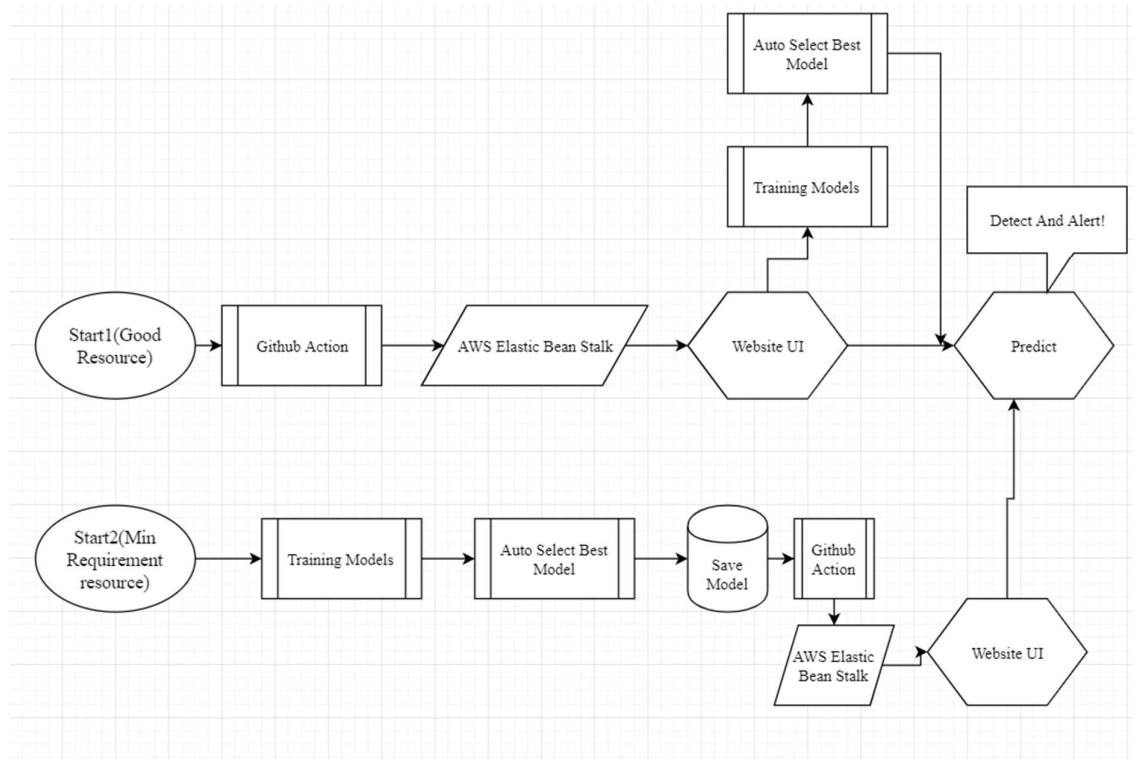 Auto Select Best
Model
Training Models
Detect And Alert!
Start1(Good
Resource)
Github Action
AWS Elastic Bean Stalk
Website UI
Predict
Start2(Min
Requirement
resource)
Training Models
Auto Select Best
Model
Save
Model
Github
Action
AWS Elastic
Bean Stalk
Website UI